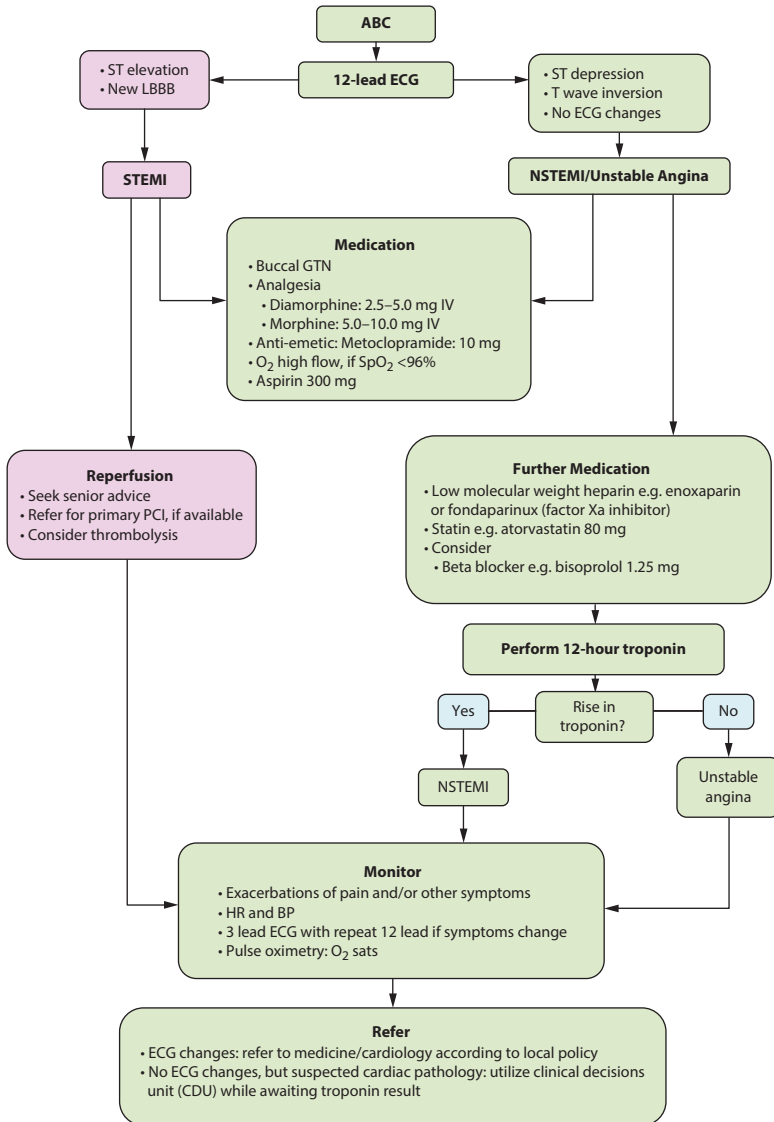 ABC
• ST elevation
• New LBBB
12-lead ECG
• ST depression
• T wave inversion
• No ECG changes
STEMI
NSTEMI/Unstable Angina
Medication
• Buccal GTN
• Analgesia
• Diamorphine: 2.5–5.0 mg IV
• Morphine: 5.0–10.0 mg IV
• Anti-emetic: Metoclopramide: 10 mg
• O₂ high flow, if SpO₂ <96%
• Aspirin 300 mg
Reperfusion
• Seek senior advice
• Refer for primary PCI, if available
• Consider thrombolysis
Further Medication
• Low molecular weight heparin e.g. enoxaparin
or fondaparinux (factor Xa inhibitor)
• Statin e.g. atorvastatin 80 mg
• Consider
• Beta blocker e.g. bisoprolol 1.25 mg
Perform 12-hour troponin
Yes
Rise in
troponin?
No
NSTEMI
Unstable
angina
Monitor
• Exacerbations of pain and/or other symptoms
• HR and BP
• 3 lead ECG with repeat 12 lead if symptoms change
• Pulse oximetry: O₂ sats
Refer
• ECG changes: refer to medicine/cardiology according to local policy
• No ECG changes, but suspected cardiac pathology: utilize clinical decisions
unit (CDU) while awaiting troponin result